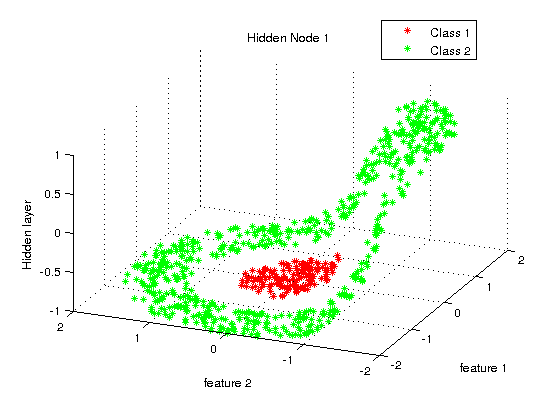 Hidden Node 1
Class 1
Class 2
Hidden layer
1
0.5
0
-0.5
-1
2
1
0
-1
-2
feature 2
-2
-1
0
1
2
feature 1